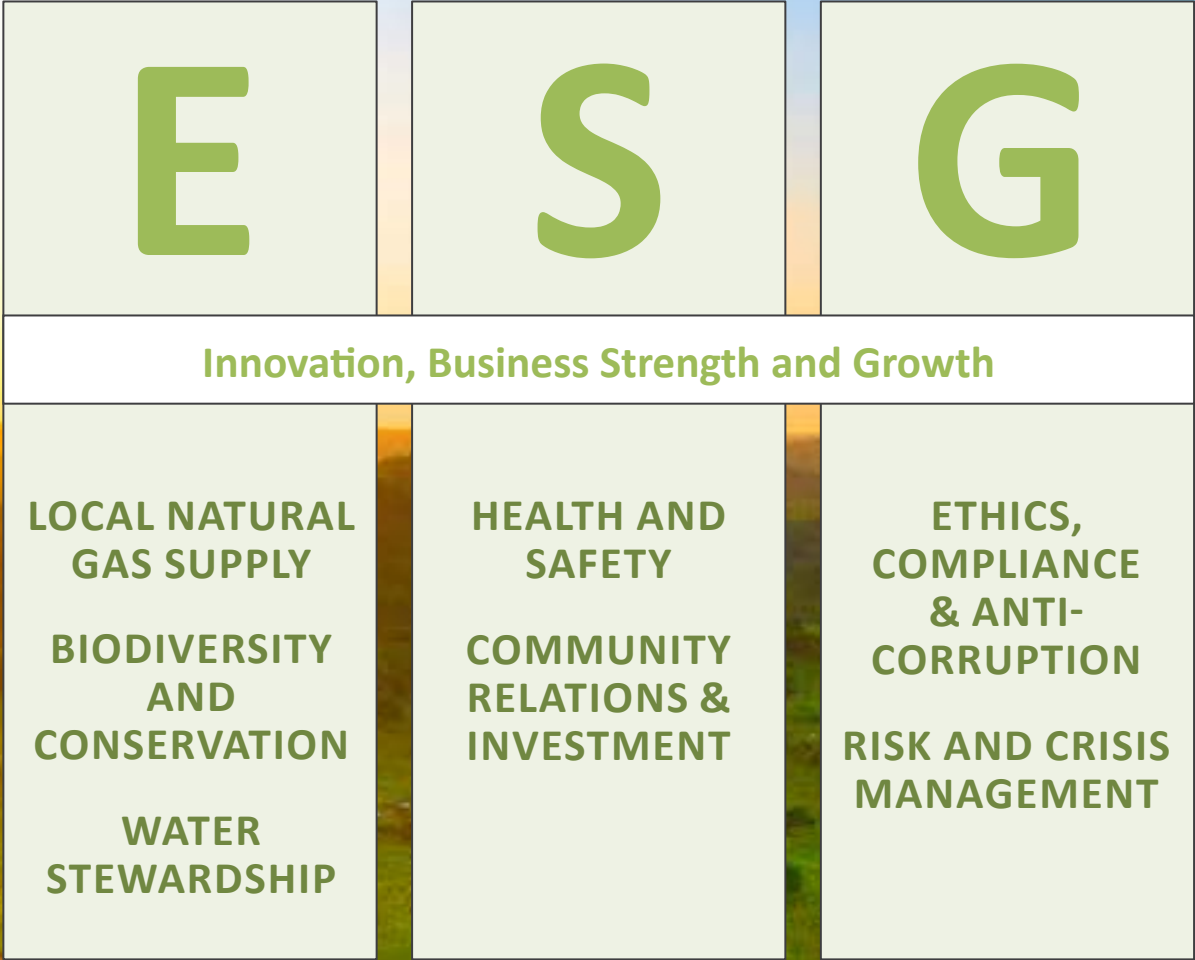 E
S
G
Innovation, Business Strength and Growth
LOCAL NATURAL
GAS SUPPLY
BIODIVERSITY
AND
CONSERVATION
WATER
STEWARDSHIP
HEALTH AND
SAFETY
COMMUNITY
RELATIONS &
INVESTMENT
ETHICS,
COMPLIANCE
& ANTI-
CORRUPTION
RISK AND CRISIS
MANAGEMENT